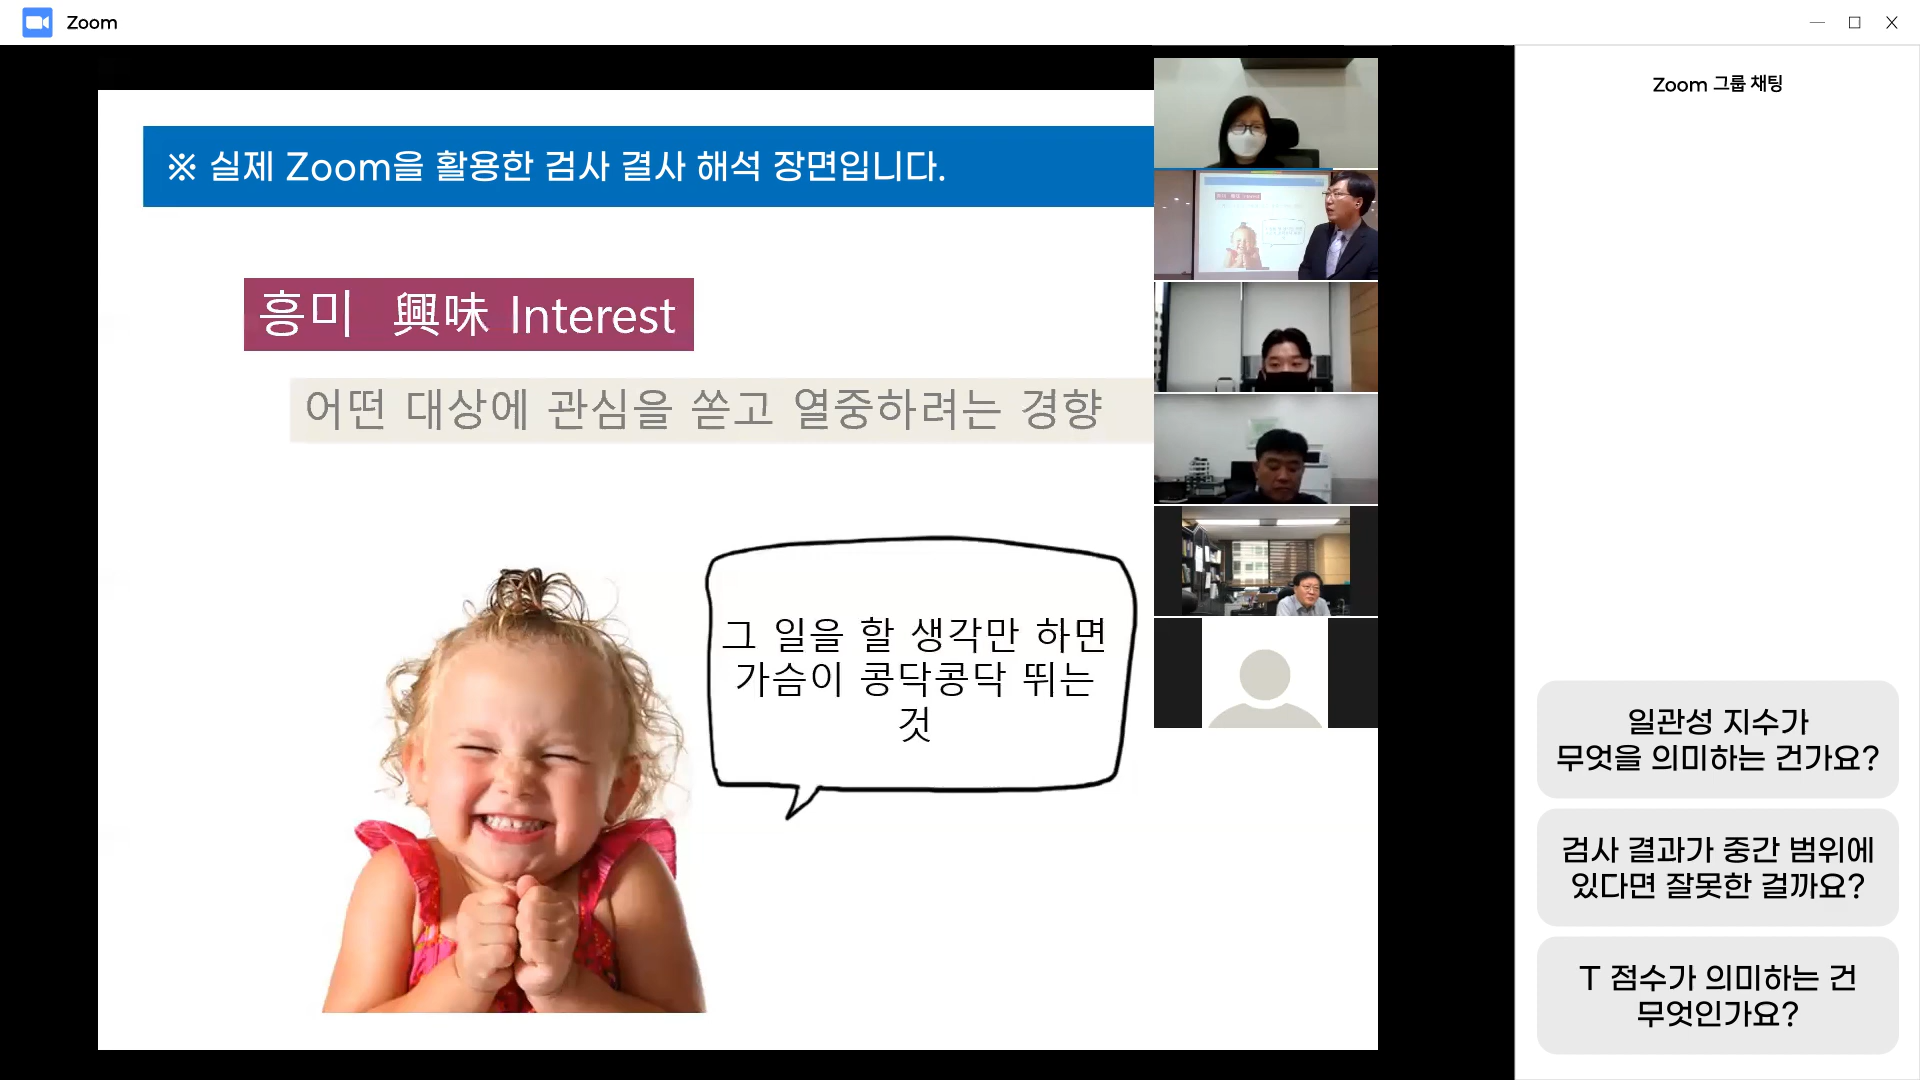 Zoom
※ 실제 Zoom을 활용한 검사 결사 해석 장면입니다.
흥미 興味 Interest
어떤 대상에 관심을 쏟고 열중하려는 경향
그 일을 할 생각만 하면
가슴이 콩닥콩닥 뛰는
것
Zoom 그룹 채팅
일관성 지수가
무엇을 의미하는 건가요?
검사 결과가 중간 범위에
있다면 잘못한 걸까요?
T 점수가 의미하는 건
무엇인가요?